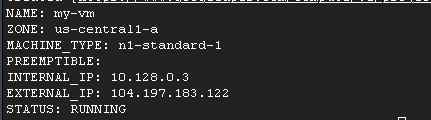 NAME: my-vm
ZONE: us-central1-a
MACHINE_TYPE: n1-standard-1
PREEMPTIBLE:
INTERNAL_IP: 10.128.0.3
EXTERNAL_IP: 104.197.183.122
STATUS: RUNNING